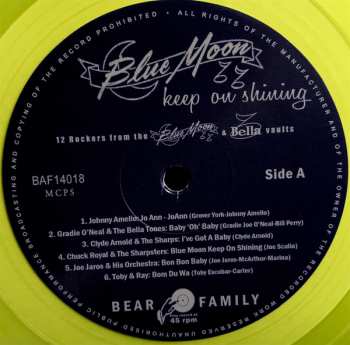 ALL RIGHTS OF THE MANUFACTURER AND OF THE OWNER OF THE RECORDED WORK RESERVED UNAUTHORISED PUBLIC PERFORMANCE BROADCASTING AND COPYING OF THE RECORD PROHIBITED •
Blue Moon
keep on shining
12 Rockers from the Blue Moon & Bella vaults
BAF14018
MCPS
Side A
1. Johnny Amelio: Jo Ann - JoAnn (Grover York-Johnny Amelio)
2. Gradie O'Neal & The Bella Tones: Baby 'Oh' Baby (Gradie Joe O'Neal-Bill Perry)
3. Clyde Arnold & The Sharps: I've Got A Baby (Clyde Arnold)
4. Chuck Royal & The Sharpsters: Blue Moon Keep On Shining (Joe Scalla)
5. Joe Jaros & His Orchestra: Bon Bon Baby (Joe Jaros-McArthur-Marina)
6. Toby & Ray: Bom Du Wa (Toby Escobar-Carter)
BEAR FAMILY
45 rpm